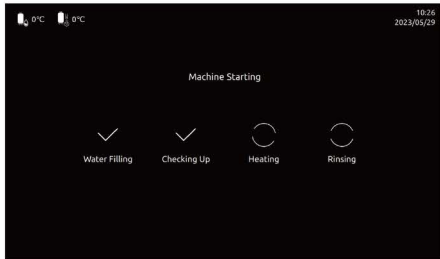 0°C 0°C 10:26
2023/05/29
Machine Starting
Water Filling Checking Up Heating Rinsing